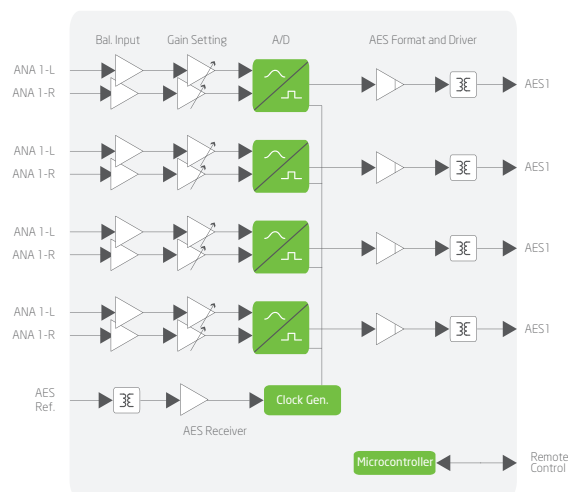 Bal. Input Gain Setting A/D AES Format and Driver
ANA 1-L
ANA 1-R
AES1
ANA 1-L
ANA 1-R
AES1
ANA 1-L
ANA 1-R
AES1
ANA 1-L
ANA 1-R
AES1
AES
Ref.
Clock Gen.
AES Receiver
Microcontroller
Remote
Control